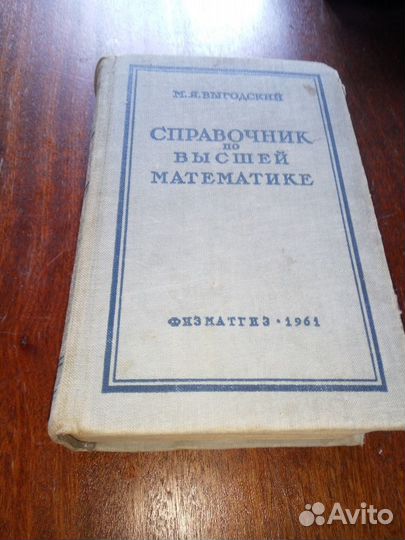 М.Я.ВЫГОДСКИЙ
СПРАВОЧНИК
ПО
ВЫСШЕЙ
МАТЕМАТИКЕ
ФИЗМАТГИЗ • 1961
Avito